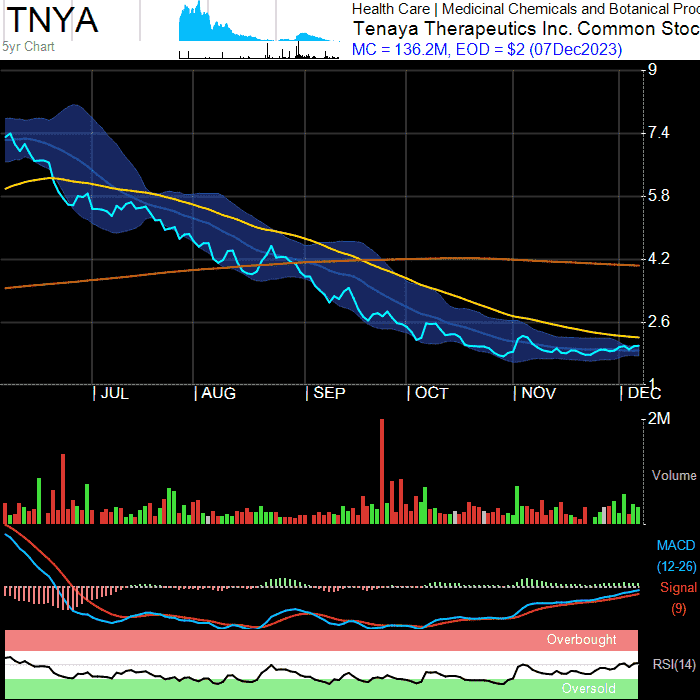 TNYA
5yr Chart
Health Care | Medicinal Chemicals and Botanical Proc
Tenaya Therapeutics Inc. Common Stoc
MC = 136.2M, EOD = $2 (07Dec2023)
9
7.4
5.8
4.2
2.6
1
JUL AUG SEP OCT NOV DEC
2M
Volume
MACD
(12-26)
Signal
(9)
Overbought
RSI(14)
Oversold